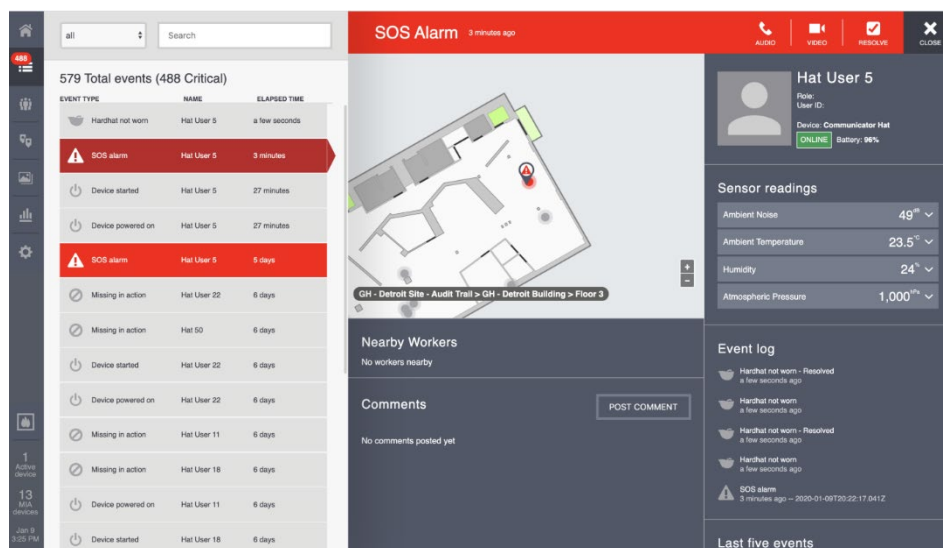 488
1
Active
device
13
MIA
devices
Jan 9
3:25 PM
all
Search
579 Total events (488 Critical)
EVENT TYPE NAME ELAPSED TIME
Hardhat not worn Hat User 5 a few seconds
SOS alarm Hat User 5 3 minutes
Device started Hat User 5 27 minutes
Device powered on Hat User 5 27 minutes
SOS alarm Hat User 5 5 days
Missing in action Hat User 22 6 days
Missing in action Hat 50 6 days
Device started Hat User 22 6 days
Device powered on Hat User 22 6 days
Missing in action Hat User 11 6 days
Missing in action Hat User 18 6 days
Device powered on Hat User 11 6 days
Device started Hat User 18 6 days
SOS Alarm 3 minutes ago
AUDIO VIDEO RESOLVE CLOSE
+
-
GH - Detroit Site - Audit Trail > GH - Detroit Building > Floor 3
Nearby Workers
No workers nearby
Comments
POST COMMENT
No comments posted yet
Hat User 5
Role:
User ID:
Device: Communicator Hat
ONLINE Battery: 96%
Sensor readings
Ambient Noise 49 dB
Ambient Temperature 23.5 °C
Humidity 24 %
Atmospheric Pressure 1,000 hPa
Event log
Hardhat not worn - Resolved
a few seconds ago
Hardhat not worn
a few seconds ago
Hardhat not worn - Resolved
a few seconds ago
Hardhat not worn
a few seconds ago
SOS alarm
3 minutes ago – 2020-01-09T20:22:17.041Z
Last five events